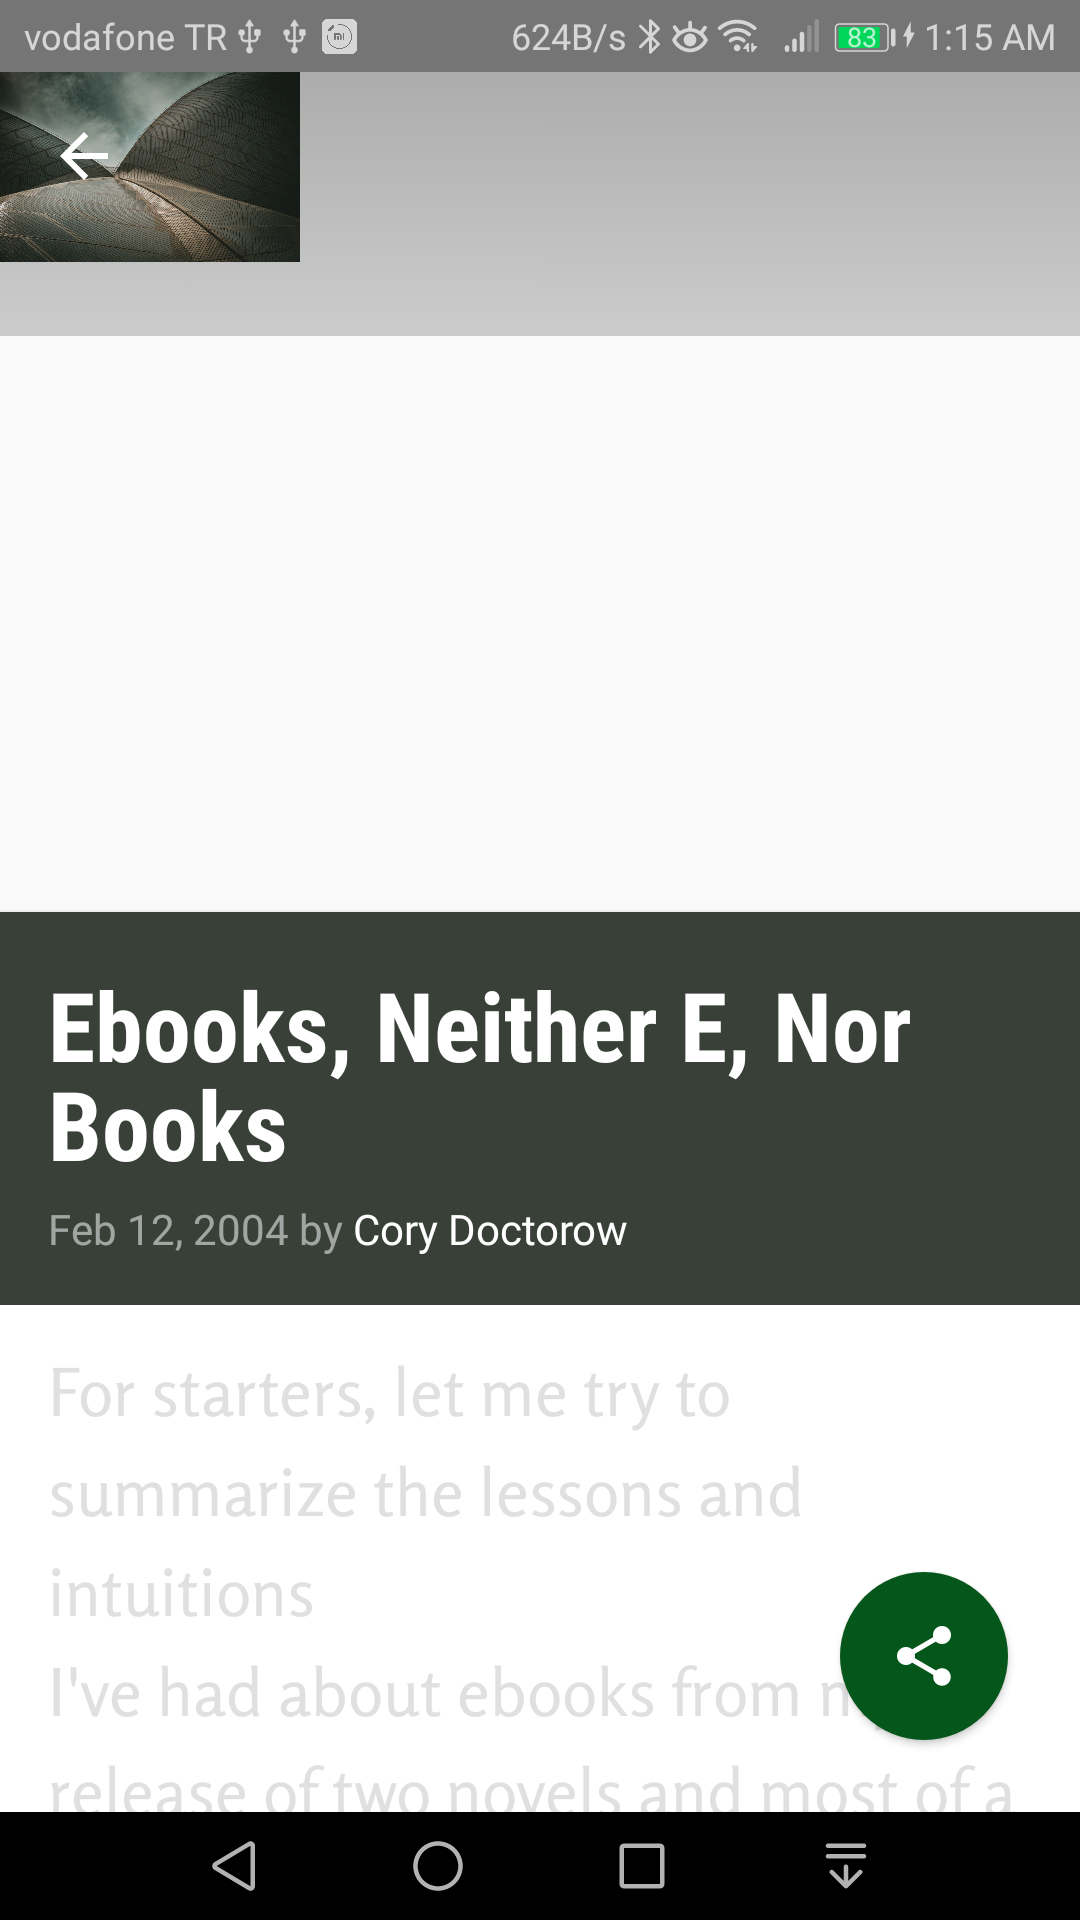 vodafone TR 624B/s 83 1:15 AM
Ebooks, Neither E, Nor
Books
Feb 12, 2004 by Cory Doctorow
For starters, let me try to
summarize the lessons and
intuitions
I've had about ebooks from
release of two novels and most of a